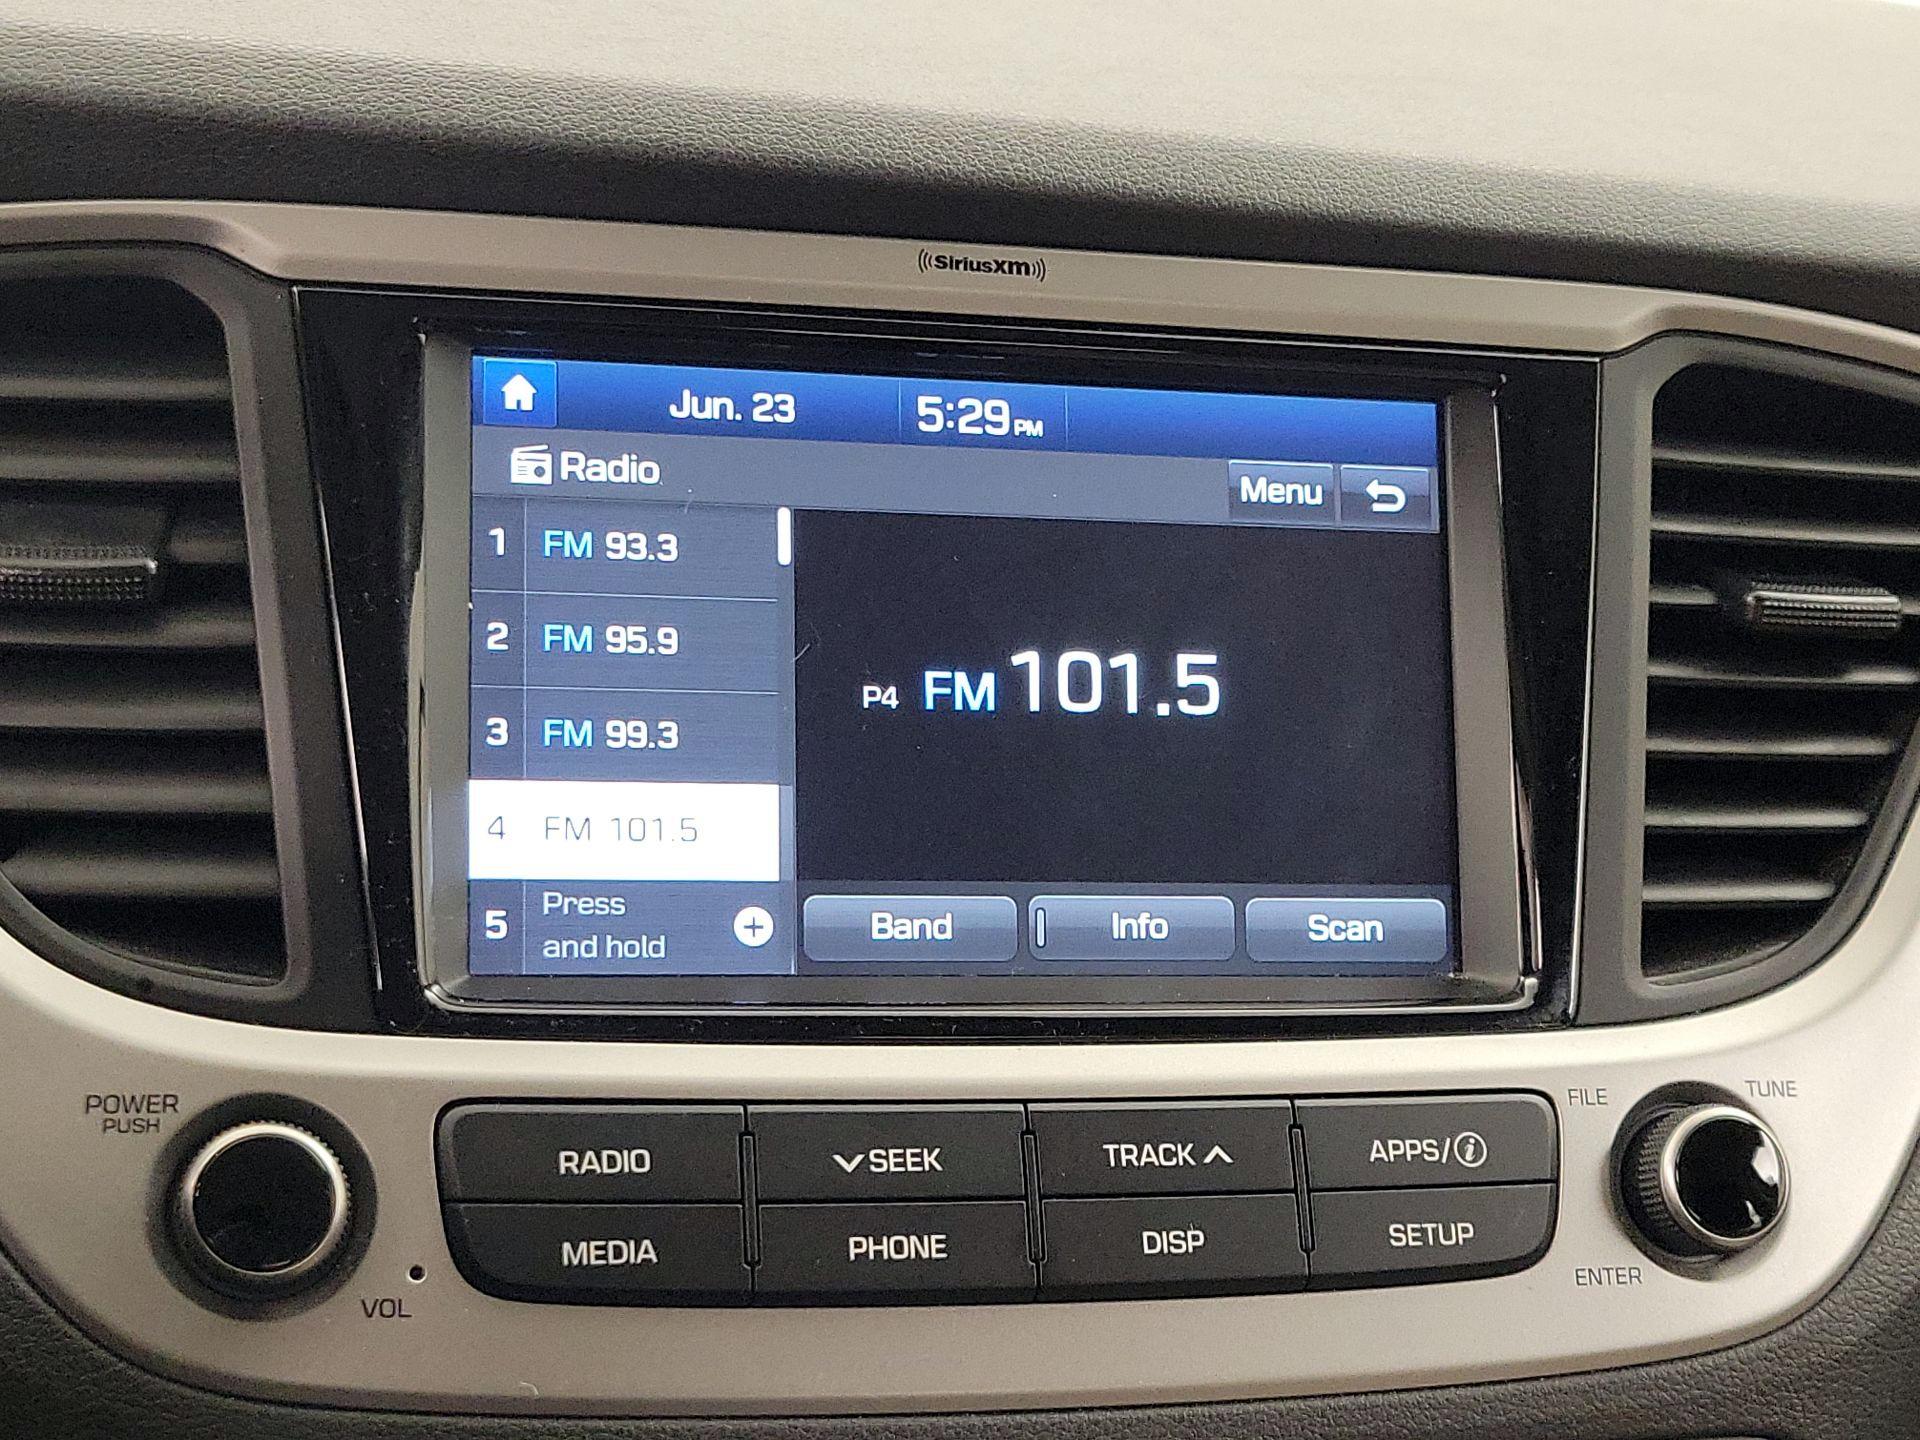 SiriusXM
Jun. 23 5:29 PM
Radio
Menu
1 FM 93.3
2 FM 95.9
3 FM 99.3
4 FM 101.5
5 Press
and hold
P4 FM 101.5
Band Info Scan
POWER
PUSH
VOL
RADIO SEEK TRACK APPS/i
MEDIA PHONE DISP SETUP
FILE TUNE
ENTER